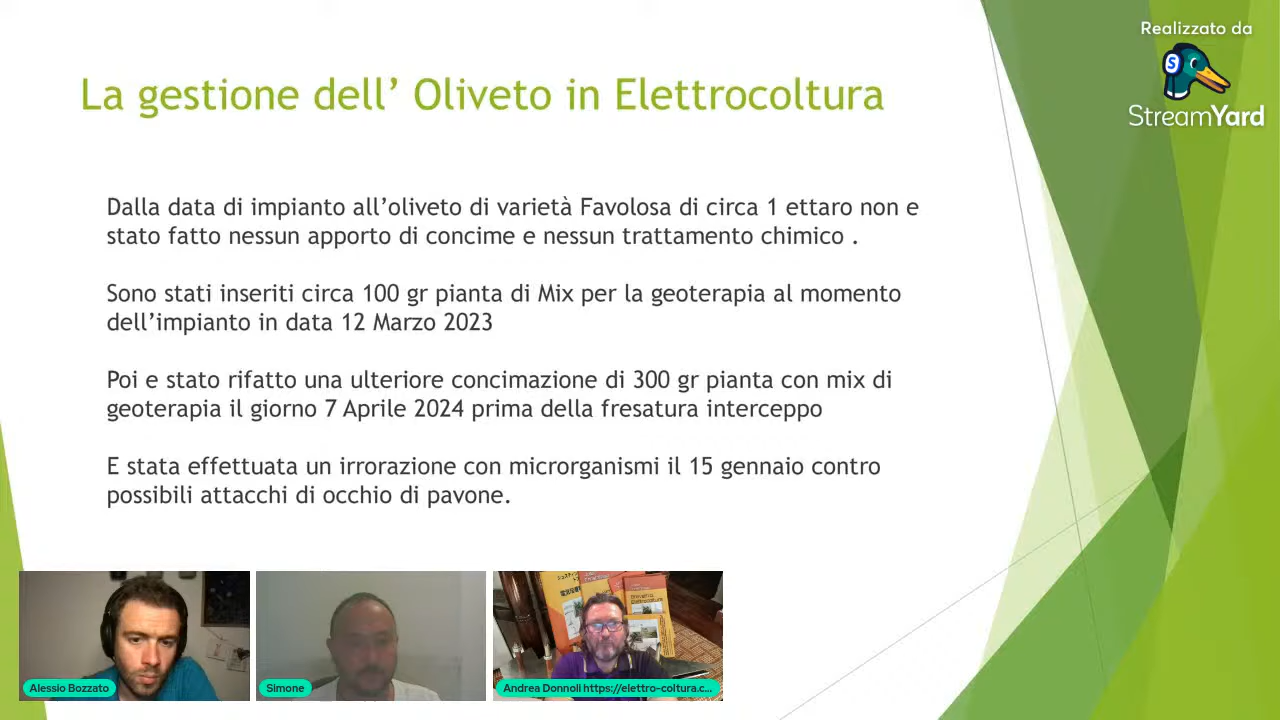 Realizzato da
StreamYard
La gestione dell’ Oliveto in Elettrocoltura
Dalla data di impianto all’oliveto di varietà Favolosa di circa 1 ettaro non e
stato fatto nessun apporto di concime e nessun trattamento chimico .
Sono stati inseriti circa 100 gr pianta di Mix per la geoterapia al momento
dell’impianto in data 12 Marzo 2023
Poi e stato rifatto una ulteriore concimazione di 300 gr pianta con mix di
geoterapia il giorno 7 Aprile 2024 prima della fresatura interceppo
E stata effettuata un irrorazione con microrganismi il 15 gennaio contro
possibili attacchi di occhio di pavone.
Alessio Bozzato
Simone
Andrea Donnoli https://elettro-coltura.c...